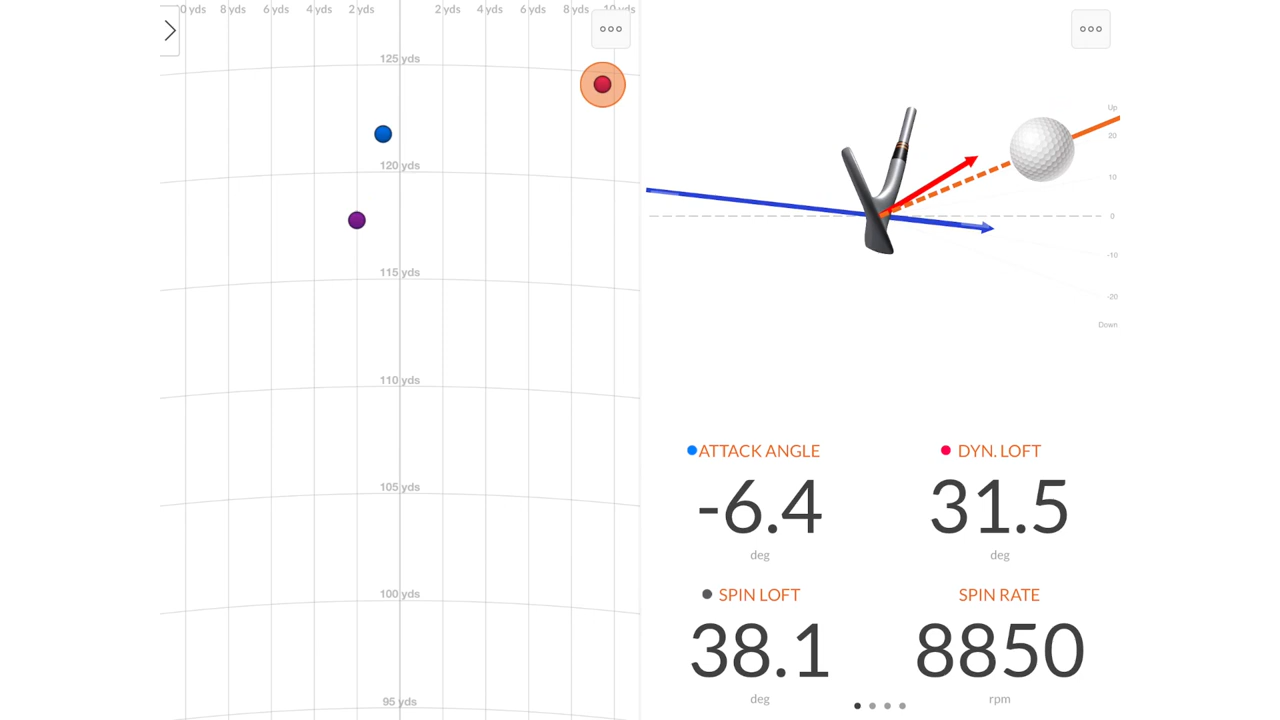 0 yds 8 yds 6 yds 4 yds 2 yds 2 yds 4 yds 6 yds 8 yds 10 yds
125 yds
120 yds
115 yds
110 yds
105 yds
100 yds
95 yds
Up
20
10
0
-10
-20
Down
ATTACK ANGLE
-6.4
deg
DYN. LOFT
31.5
deg
SPIN LOFT
38.1
deg
SPIN RATE
8850
rpm